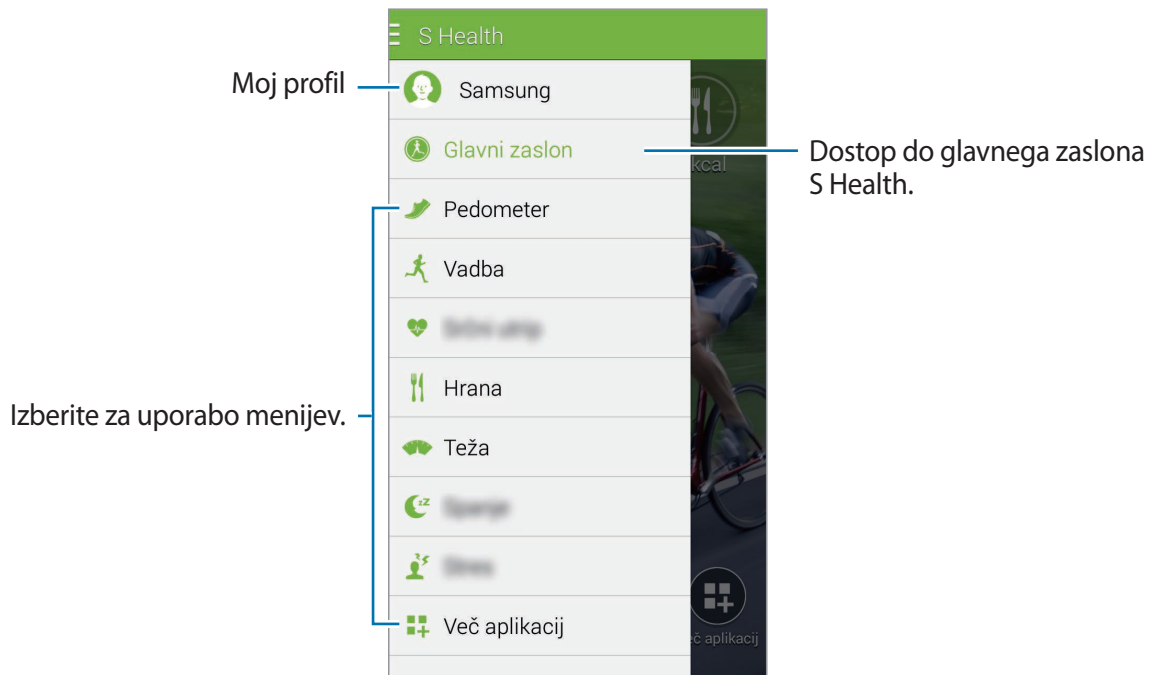 S Health
Moj profil
Samsung
Glavni zaslon
Dostop do glavnega zaslona
S Health.
kcal
Pedometer
Vadba
Hrana
Izberite za uporabo menijev.
Teža
Več aplikacij
č aplikacij